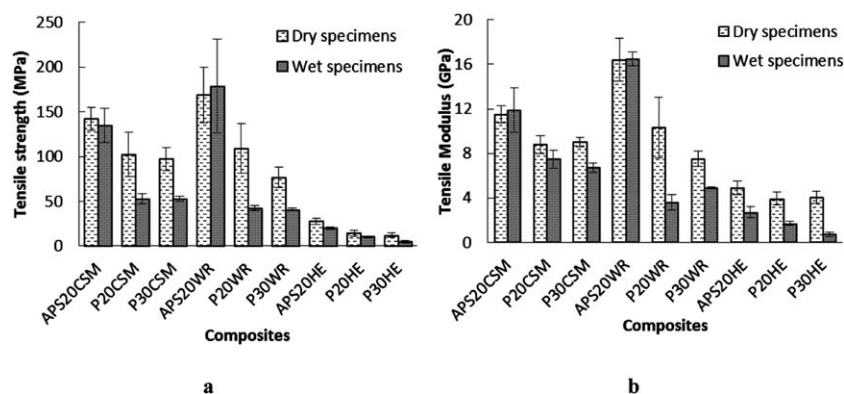 a
250
200
150
100
50
0
Tensile strength (MPa)
Dry specimens
Wet specimens
APS20CSM
P20CSM
P30CSM
APS20WR
P20WR
P30WR
APS20HE
P20HE
P30HE
Composites
a
b
20
16
12
8
4
0
Tensile Modulus (GPa)
Dry specimens
Wet specimens
APS20CSM
P20CSM
P30CSM
APS20WR
P20WR
P30WR
APS20HE
P20HE
P30HE
Composites
b